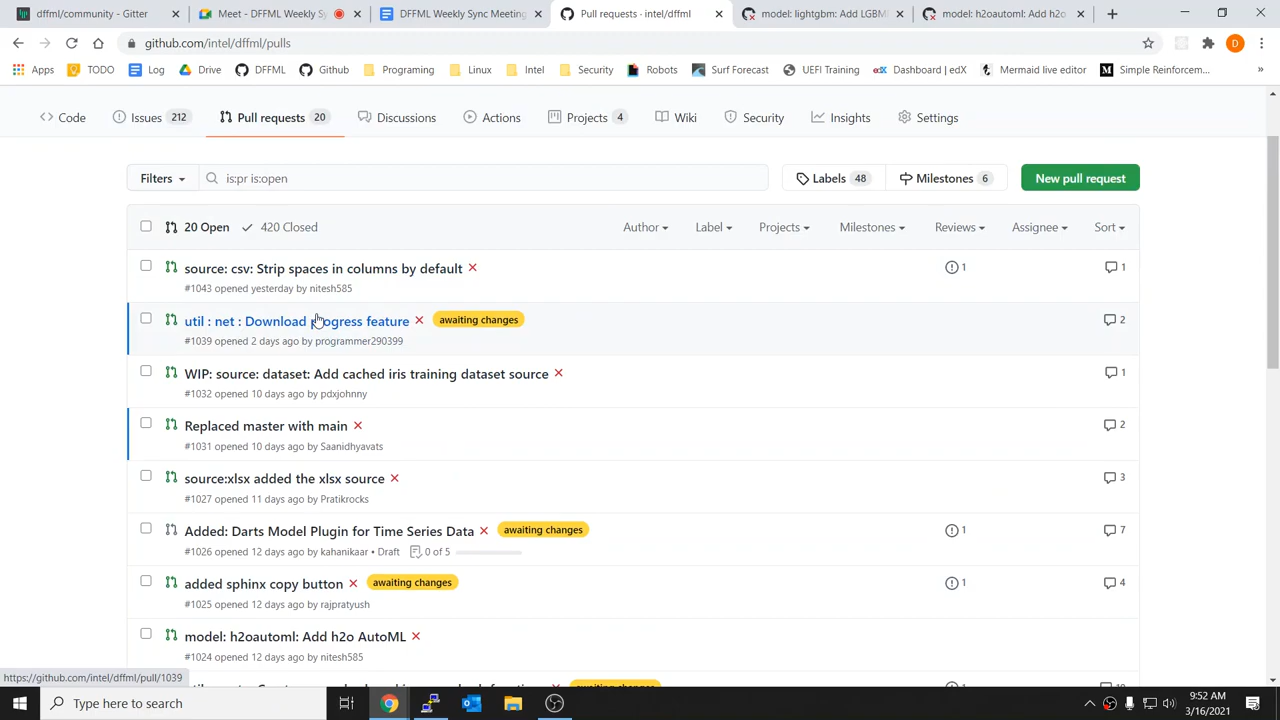 dffml/community - Gitter
Meet - DFFML Weekly Sy
DFFML Weekly Sync Meeting
Pull requests · intel/dffml
model: lightgbm: Add LGBM
model: h2oautoml: Add h2o
github.com/intel/dffml/pulls
D
Apps
TODO
Log
Drive
DFFML
Github
Programing
Linux
Intel
Security
Robots
Surf Forecast
UEFI Training
edX
Dashboard | edX
Mermaid live editor
M
Simple Reinforcem...
»
<> Code
Issues 212
Pull requests 20
Discussions
Actions
Projects 4
Wiki
Security
Insights
Settings
Filters
is:pr is:open
Labels 48
Milestones 6
New pull request
20 Open
420 Closed
Author
Label
Projects
Milestones
Reviews
Assignee
Sort
source: csv: Strip spaces in columns by default
1
1
#1043 opened yesterday by nitesh585
util : net : Download progress feature
awaiting changes
2
#1039 opened 2 days ago by programmer290399
WIP: source: dataset: Add cached iris training dataset source
1
#1032 opened 10 days ago by pdxjohnny
Replaced master with main
2
#1031 opened 10 days ago by Saanidhyavats
source:xlsx added the xlsx source
3
#1027 opened 11 days ago by Pratikrocks
Added: Darts Model Plugin for Time Series Data
awaiting changes
1
7
#1026 opened 12 days ago by kahanikaar • Draft
0 of 5
added sphinx copy button
awaiting changes
1
4
#1025 opened 12 days ago by rajpratyush
model: h2oautoml: Add h2o AutoML
#1024 opened 12 days ago by nitesh585
awaiting changes
https://github.com/intel/dffml/pull/1039
Type here to search
9:52 AM
3/16/2021